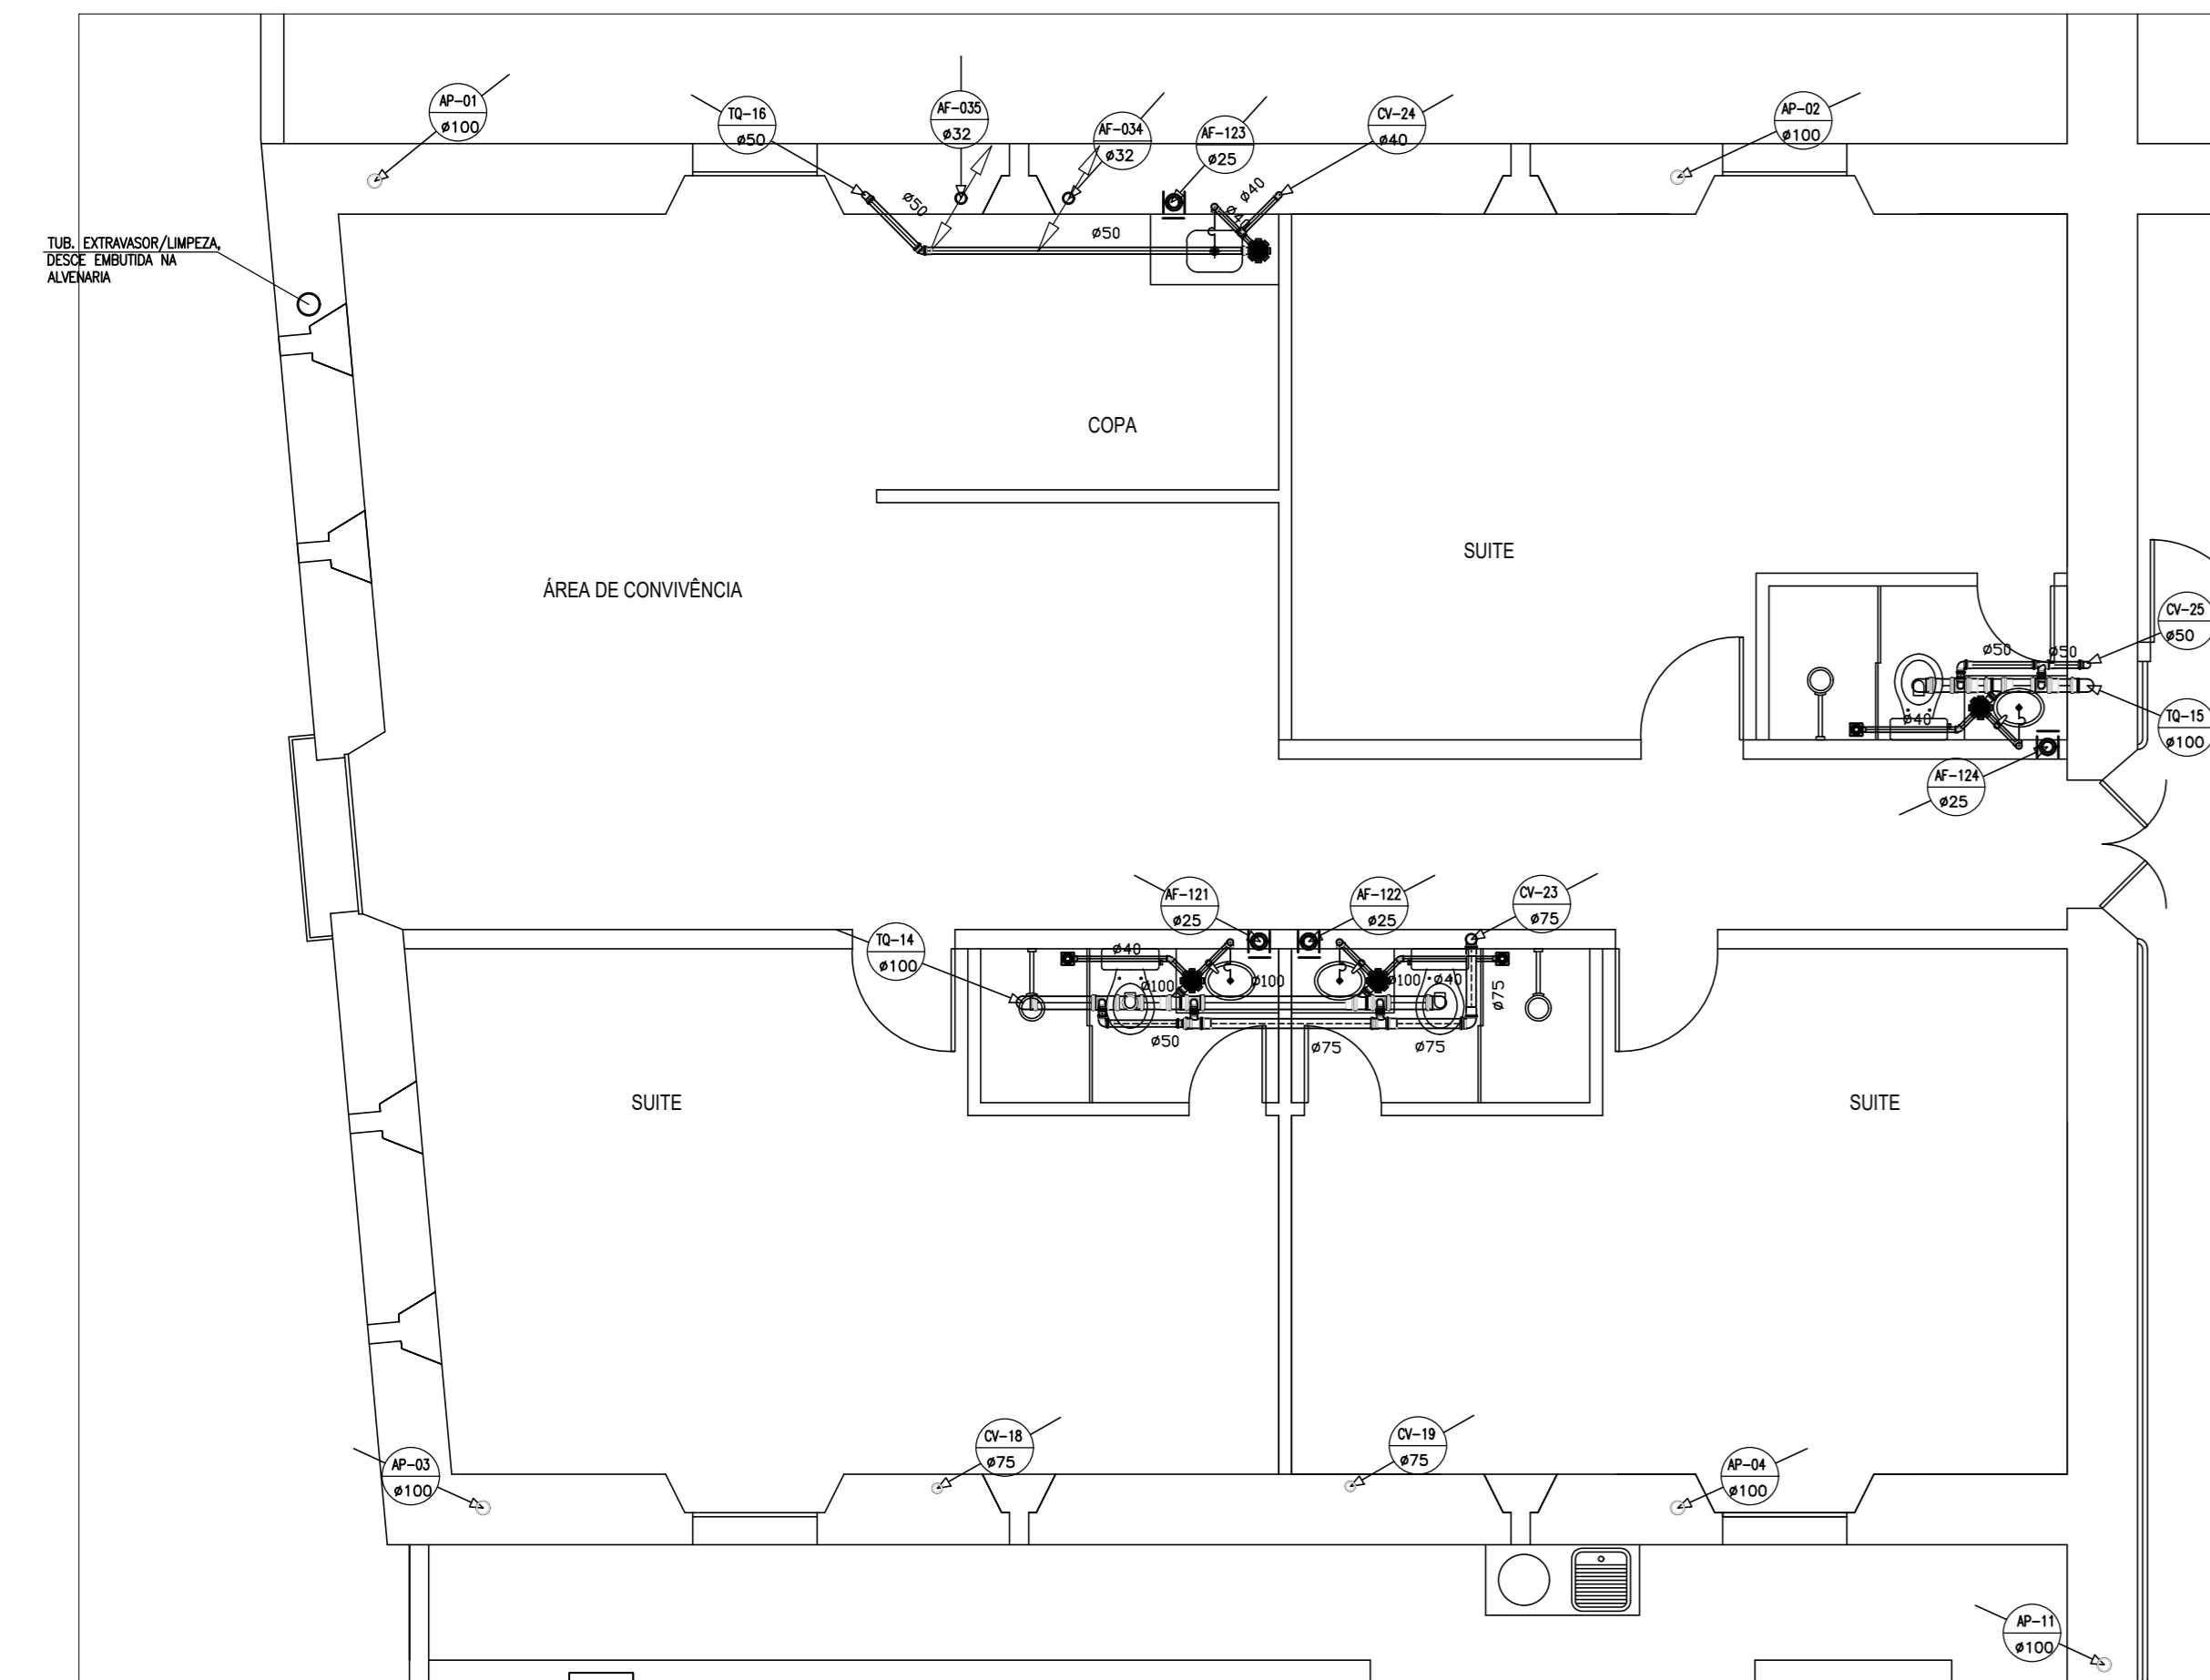 AP-01
ø100
TQ-16
ø50
AF-035
ø32
AF-034
ø32
AF-123
ø25
CV-24
ø40
AP-02
ø100
ø50
ø40
ø40
ø50
TUB. EXTRAVASOR/LIMPEZA,
DESCE EMBUTIDA NA
ALVENARIA
COPA
SUITE
ÁREA DE CONVIVÊNCIA
CV-25
ø50
ø50
ø50
ø40
TQ-15
ø100
AF-124
ø25
AF-121
ø25
AF-122
ø25
CV-23
ø75
TQ-14
ø100
ø40
ø100
ø100
ø100
ø40
ø75
ø50
ø75
ø75
SUITE
SUITE
AP-03
ø100
CV-18
ø75
CV-19
ø75
AP-04
ø100
AP-11
ø100